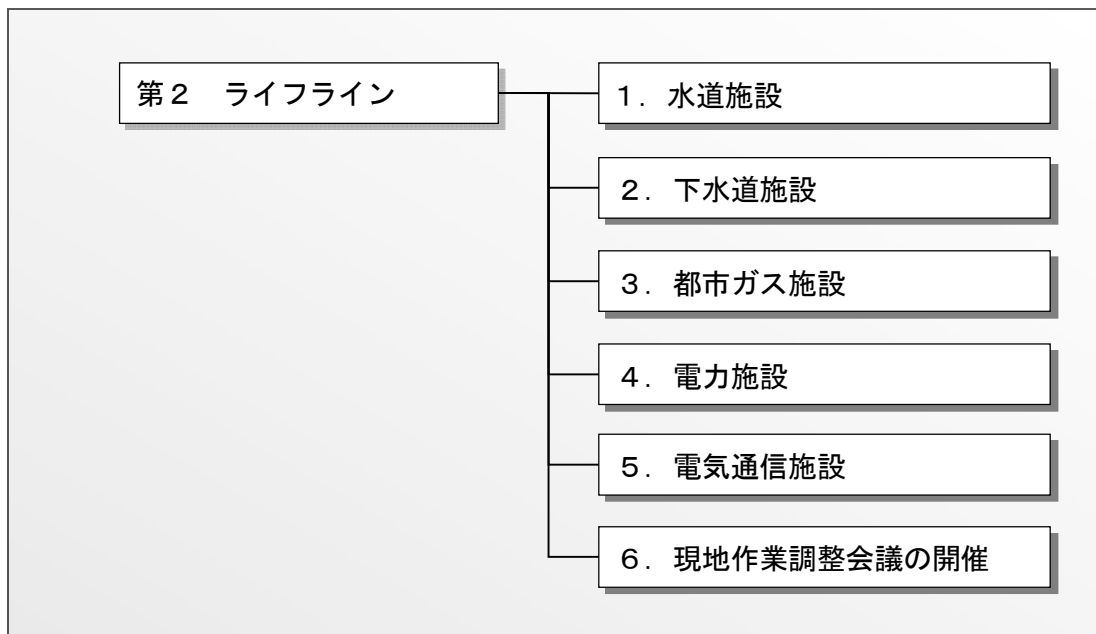 第２　ライフライン
１．水道施設
２．下水道施設
３．都市ガス施設
４．電力施設
５．電気通信施設
６．現地作業調整会議の開催